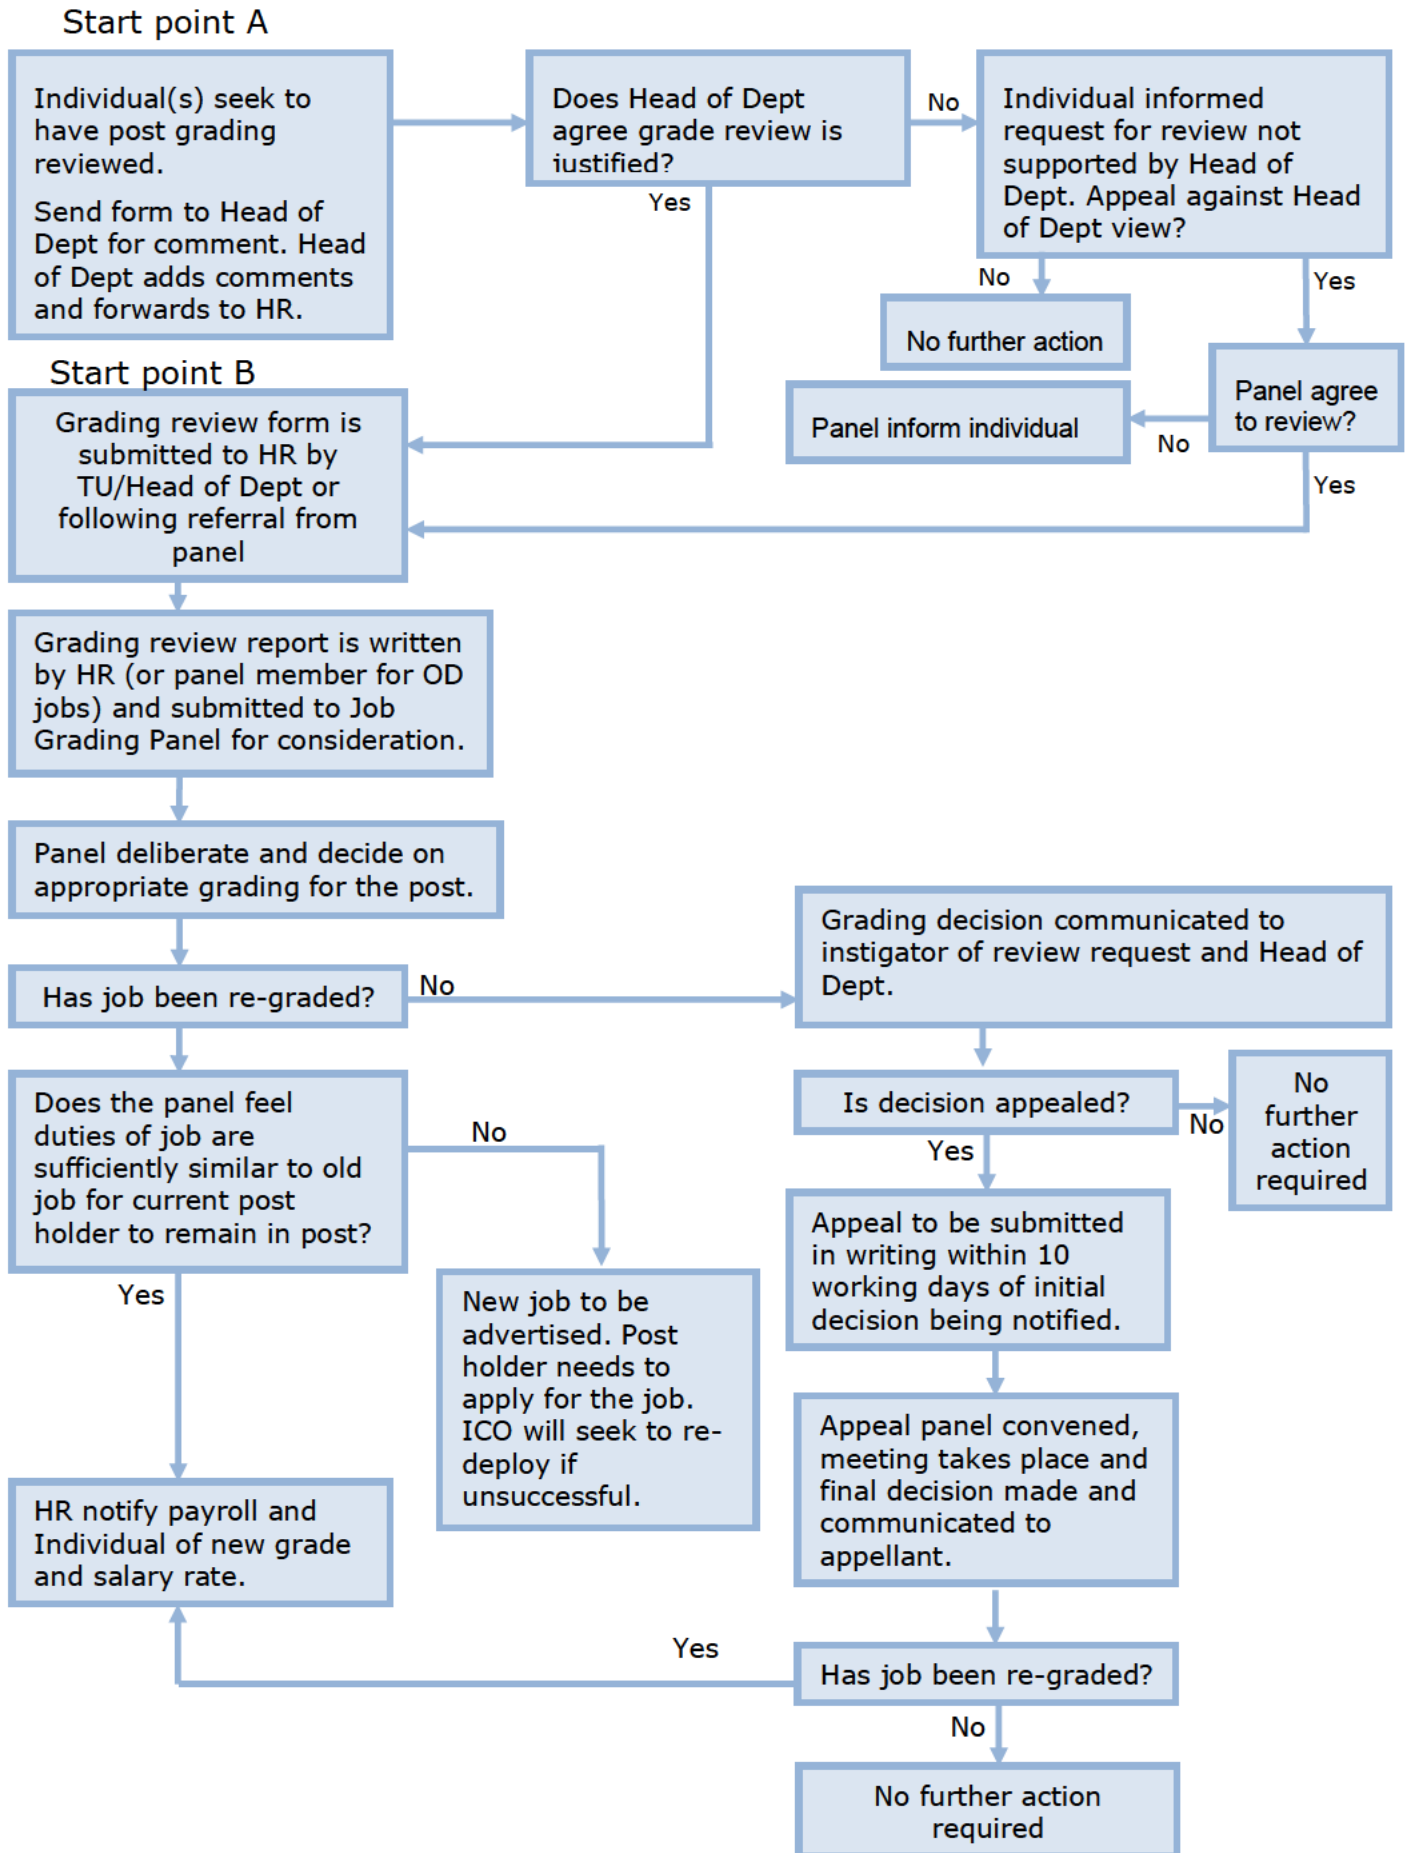 Start point A
Individual(s) seek to
have post grading
reviewed.
Send form to Head of
Dept for comment. Head
of Dept adds comments
and forwards to HR.
Does Head of Dept
agree grade review is
justified?
No
Yes
Individual informed
request for review not
supported by Head of
Dept. Appeal against Head
of Dept view?
No
Yes
No further action
Panel agree
to review?
No
Yes
Panel inform individual
Start point B
Grading review form is
submitted to HR by
TU/Head of Dept or
following referral from
panel
Grading review report is written
by HR (or panel member for OD
jobs) and submitted to Job
Grading Panel for consideration.
Panel deliberate and decide on
appropriate grading for the post.
Has job been re-graded?
No
Grading decision communicated to
instigator of review request and Head of
Dept.
Does the panel feel
duties of job are
sufficiently similar to old
job for current post
holder to remain in post?
No
Yes
Is decision appealed?
No
Yes
No
further
action
required
Appeal to be submitted
in writing within 10
working days of initial
decision being notified.
New job to be
advertised. Post
holder needs to
apply for the job.
ICO will seek to re-
deploy if
unsuccessful.
Appeal panel convened,
meeting takes place and
final decision made and
communicated to
appellant.
HR notify payroll and
Individual of new grade
and salary rate.
Yes
Has job been re-graded?
No
No further action
required